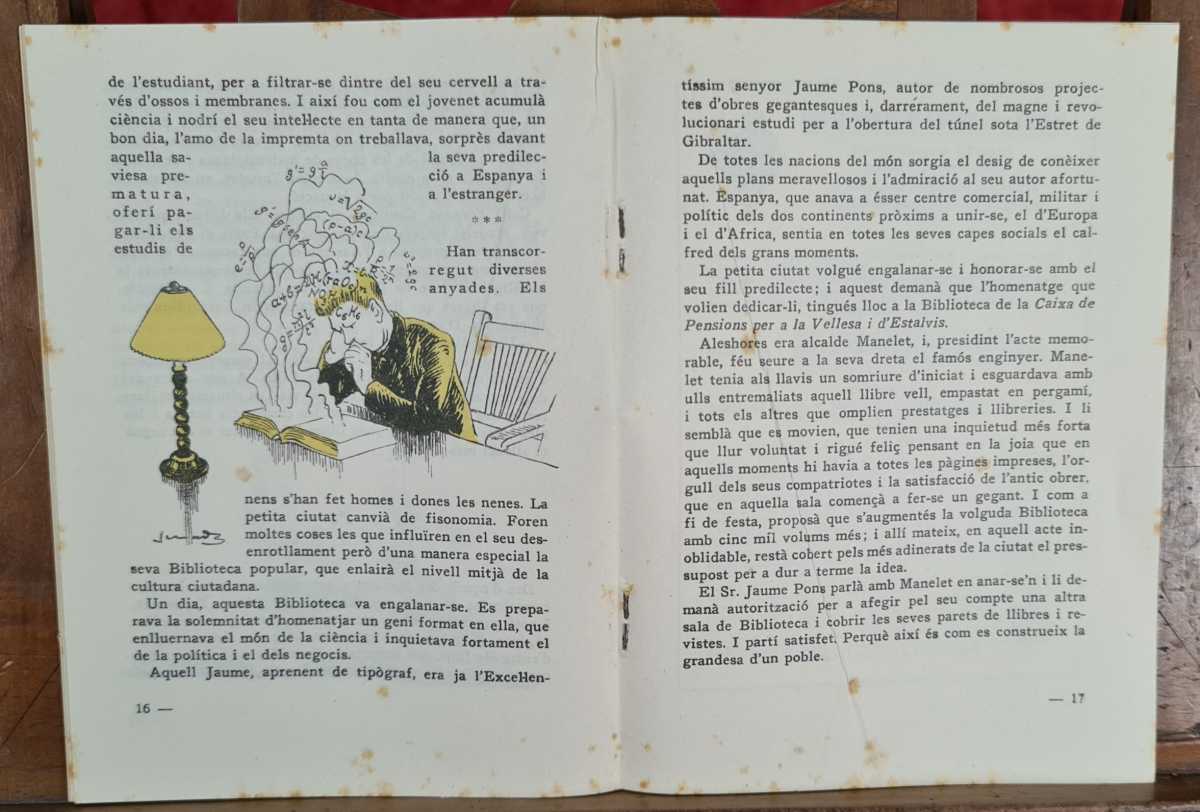 de l'estudiant, per a filtrar-se dintre del seu cervell a tra-
vés d'ossos i membranes. I així fou com el jovenet acumulà
ciència i nodrí el seu intel·lecte en tanta de manera que, un
bon dia, l'amo de la impremta on treballava, sorprès davant
aquella sa-
viesa pre-
matura,
oferí pa-
gar-li els
estudis de
la seva predilec-
ció a Espanya i
a l'estranger.
***
Han transcor-
regut diverses
anyades. Els
nens s'han fet homes i dones les nenes. La
petita ciutat canvià de fisonomia. Foren
moltes coses les que influïren en el seu des-
enrotllament però d'una manera especial la
seva Biblioteca popular, que enlairà el nivell mitjà de la
cultura ciutadana.
Un dia, aquesta Biblioteca va engalanar-se. Es prepa-
rava la solemnitat d'homenatjar un geni format en ella, que
enlluernava el món de la ciència i inquietava fortament el
de la política i el dels negocis.
Aquell Jaume, aprenent de tipògraf, era ja l'Excel·len-
16 —
tíssim senyor Jaume Pons, autor de nombrosos projec-
tes d'obres gegantesques i, darrérament, del magne i revo-
lucionari estudi per a l'obertura del túnel sota l'Estret de
Gibraltar.
De totes les nacions del món sorgia el desig de conèixer
aquells plans meravellosos i l'admiració al seu autor afortu-
nat. Espanya, que anava a ésser centre comercial, militar i
polític dels dos continents pròxims a unir-se, el d'Europa
i el d'Africa, sentia en totes les seves capes socials el cal-
fred dels grans moments.
La petita ciutat volgué engalanar-se i honorar-se amb el
seu fill predilecte; i aquest demanà que l'homenatge que
volien dedicar-li, tingués lloc a la Biblioteca de la Caixa de
Pensions per a la Vellesa i d'Estalvis.
Aleshores era alcalde Manelet, i, presidint l'acte memo-
rable, féu seure a la seva dreta el famós enginyer. Mane-
let tenia als llavis un somriure d'iniciat i esguardava amb
ulls entremaliats aquell llibre vell, empastat en pergamí,
i tots els altres que omplien prestatges i llibreries. I li
semblà que es movien, que tenien una inquietud més forta
que llur voluntat i rigué feliç pensant en la joia que en
aquells moments hi havia a totes les pàgines impreses, l'or-
gull dels seus compatriotes i la satisfacció de l'antic obrer,
que en aquella sala començà a fer-se un gegant. I com a
fi de festa, proposà que s'augmentés la volguda Biblioteca
amb cinc mil volums més; i allí mateix, en aquell acte in-
oblidable, restà cobert pels més adinerats de la ciutat el pres-
supost per a dur a terme la idea.
El Sr. Jaume Pons parlà amb Manelet en anar-se'n i li de-
manà autorització per a afegir pel seu compte una altra
sala de Biblioteca i cobrir les seves parets de llibres i re-
vistes. I partí satisfet. Perquè així és com es construeix la
grandesa d'un poble.
— 17